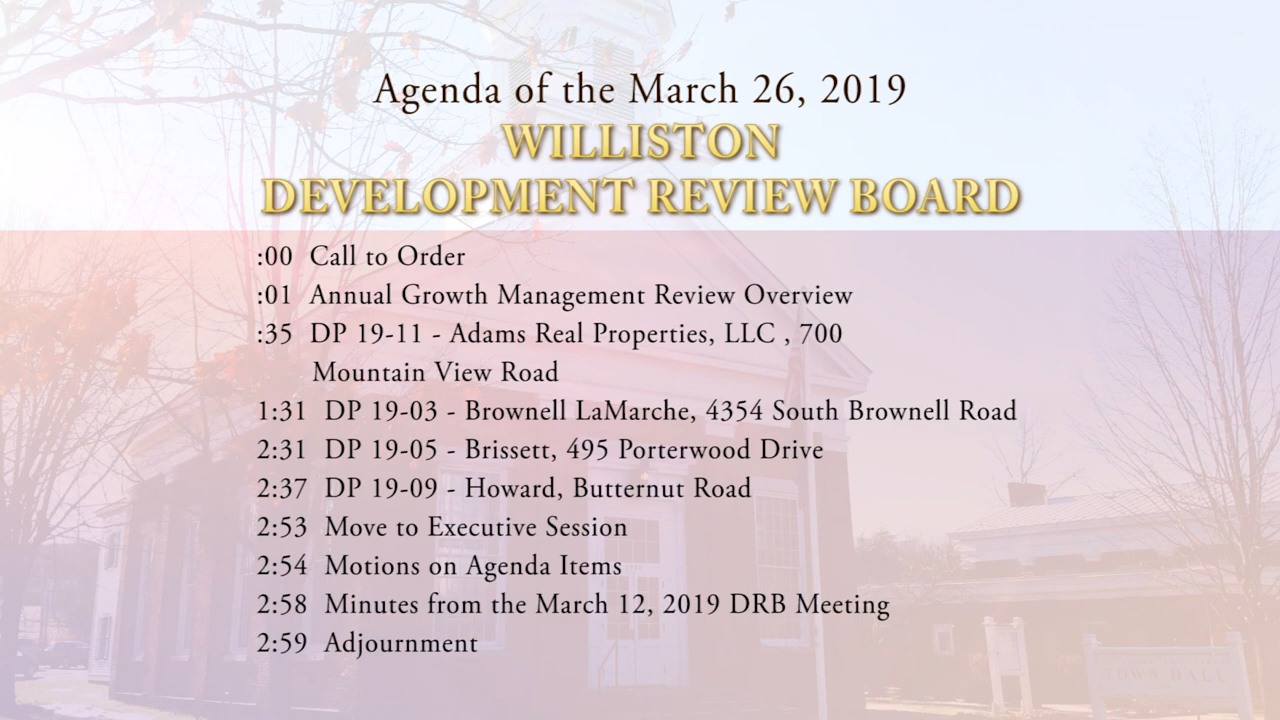 Agenda of the March 26, 2019
WILLISTON
DEVELOPMENT REVIEW BOARD
:00 Call to Order
:01 Annual Growth Management Review Overview
:35 DP 19-11 - Adams Real Properties, LLC , 700
Mountain View Road
1:31 DP 19-03 - Brownell LaMarche, 4354 South Brownell Road
2:31 DP 19-05 - Brissett, 495 Porterwood Drive
2:37 DP 19-09 - Howard, Butternut Road
2:53 Move to Executive Session
2:54 Motions on Agenda Items
2:58 Minutes from the March 12, 2019 DRB Meeting
2:59 Adjournment
TOWN HALL